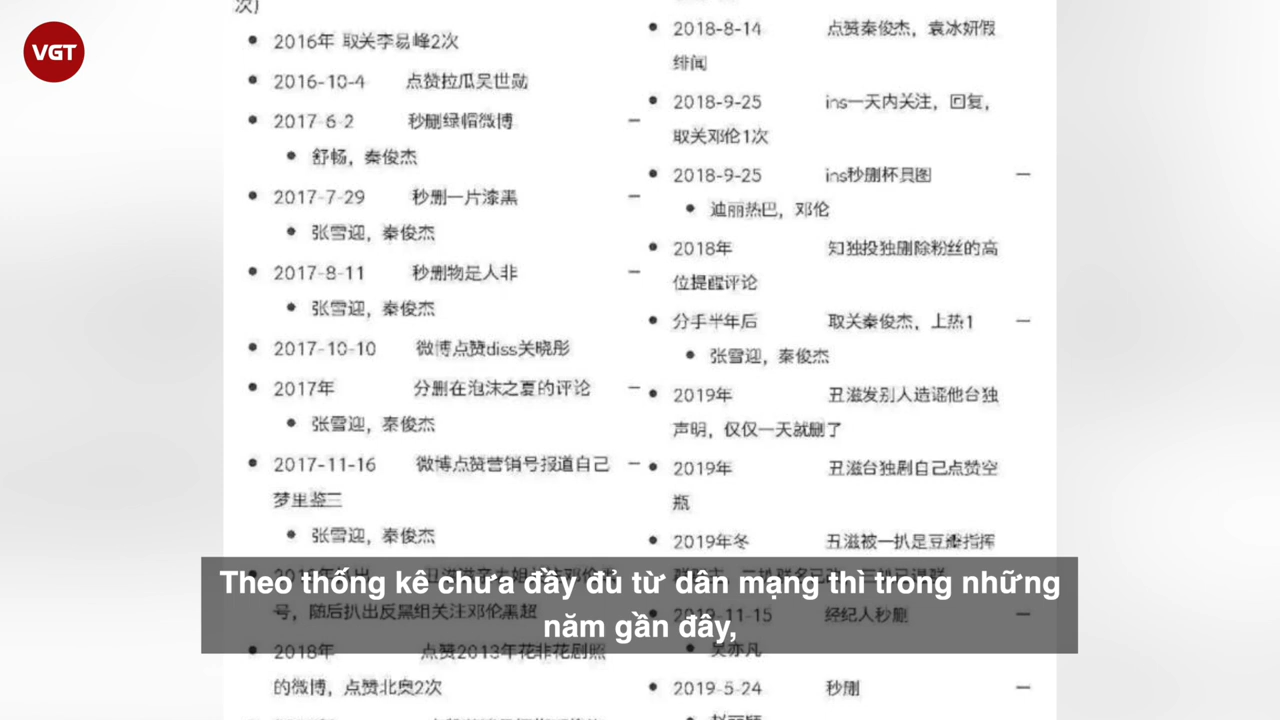 VGT
次)
2016年 取关李易峰2次
2016-10-4 点赞拉瓜吴世勋
2017-6-2 秒删绿帽微博
舒畅，秦俊杰
2017-7-29 秒删一片漆黑
张雪迎，秦俊杰
2017-8-11 秒删物是人非
张雪迎，秦俊杰
2017-10-10 微博点赞diss关晓彤
2017年 分删在泡沫之夏的评论
张雪迎，秦俊杰
2017-11-16 微博点赞营销号报道自己
梦里鉴三
张雪迎，秦俊杰
号，随后扒出反黑组关注邓伦黑超
2018年 点赞2013年花非花剧照
的微博，点赞北奥2次
2018-8-14 点赞秦俊杰，袁冰妍假
绯闻
2018-9-25 ins一天内关注，回复，
取关邓伦1次
2018-9-25 ins秒删杯具图
迪丽热巴，邓伦
2018年 知独投独删除粉丝的高
位提醒评论
分手半年后 取关秦俊杰，上热1
张雪迎，秦俊杰
2019年 丑滋发别人造谣他台独
声明，仅仅一天就删了
2019年 丑滋台独剧自己点赞空
瓶
2019年冬 丑滋被一扒是豆瓣指挥
2019-11-15 经纪人秒删
吴亦凡
2019-5-24 秒删
Theo thống kê chưa đầy đủ từ dân mạng thì trong những
năm gần đây,